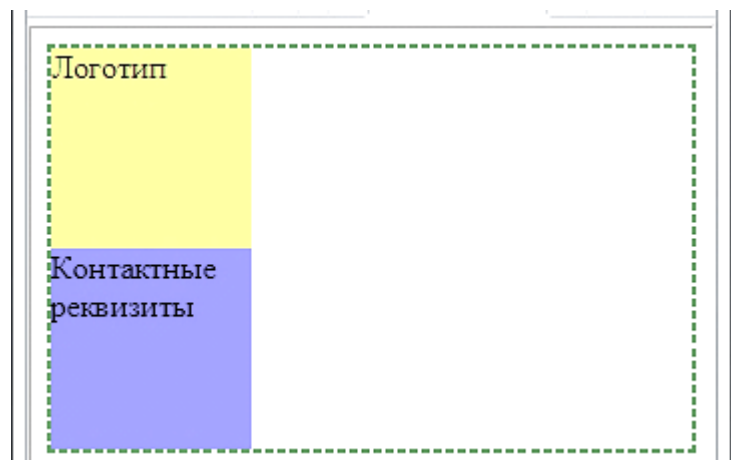 Логотип
Контактные
реквизиты